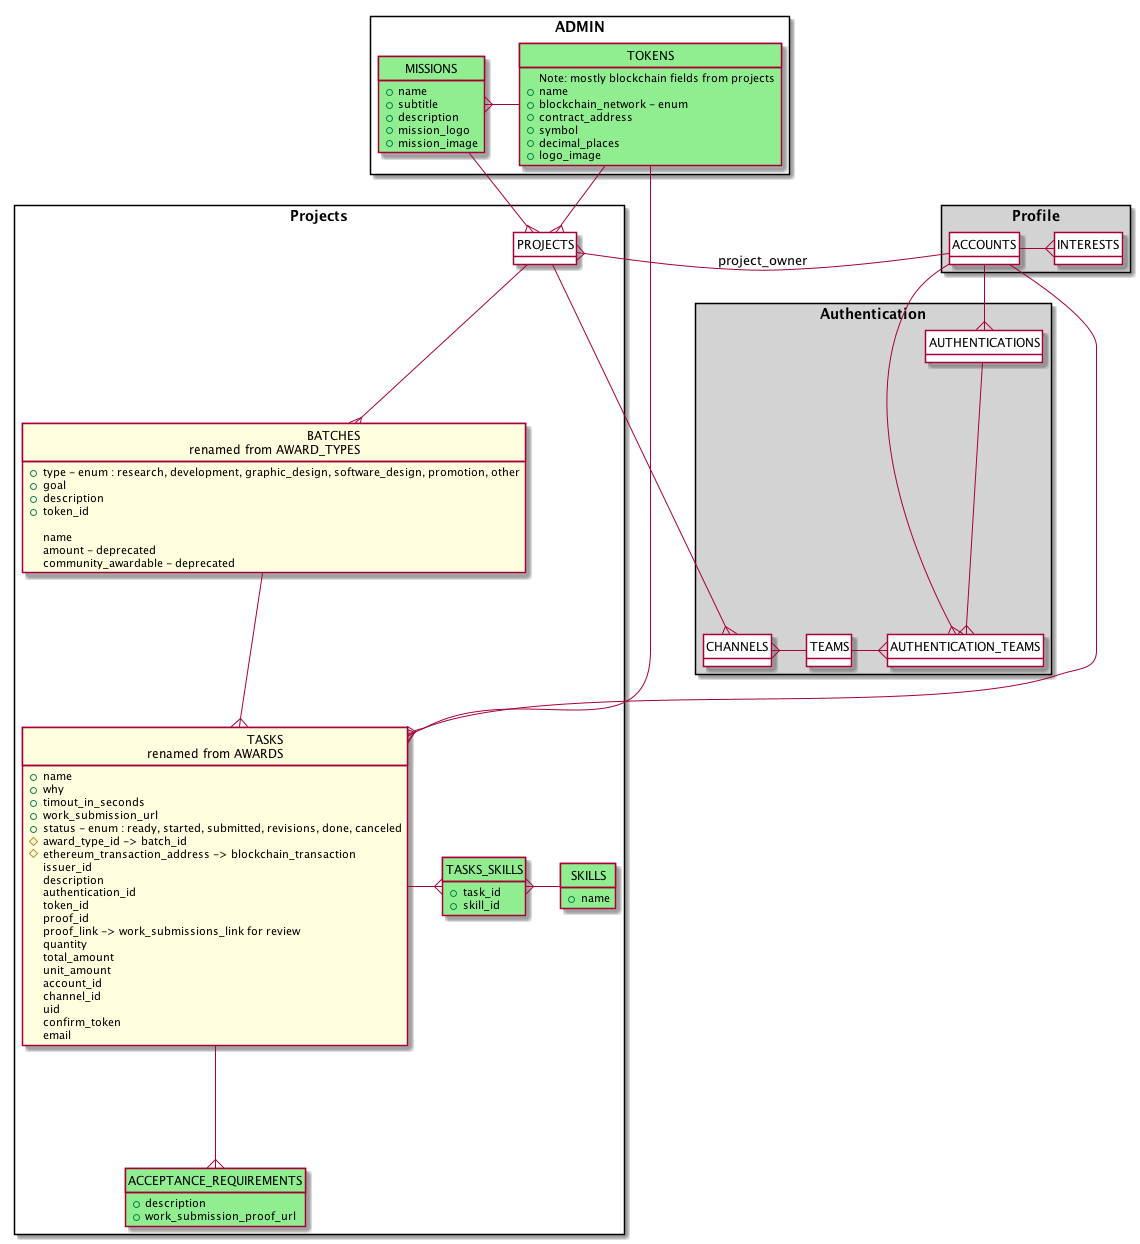 ADMIN
MISSIONS
name
subtitle
description
mission_logo
mission_image
TOKENS
Note: mostly blockchain fields from projects
name
blockchain_network - enum
contract_address
symbol
decimal_places
logo_image
Projects
PROJECTS
project_owner
Profile
ACCOUNTS
INTERESTS
Authentication
AUTHENTICATIONS
BATCHES
renamed from AWARD_TYPES
type - enum : research, development, graphic_design, software_design, promotion, other
goal
description
token_id
name
amount - deprecated
community_awardable - deprecated
CHANNELS
TEAMS
AUTHENTICATION_TEAMS
TASKS
renamed from AWARDS
name
why
timout_in_seconds
work_submission_url
status - enum : ready, started, submitted, revisions, done, canceled
award_type_id -> batch_id
ethereum_transaction_address -> blockchain_transaction
issuer_id
description
authentication_id
token_id
proof_id
proof_link -> work_submissions_link for review
quantity
total_amount
unit_amount
account_id
channel_id
uid
confirm_token
email
TASKS_SKILLS
task_id
skill_id
SKILLS
name
ACCEPTANCE_REQUIREMENTS
description
work_submission_proof_url